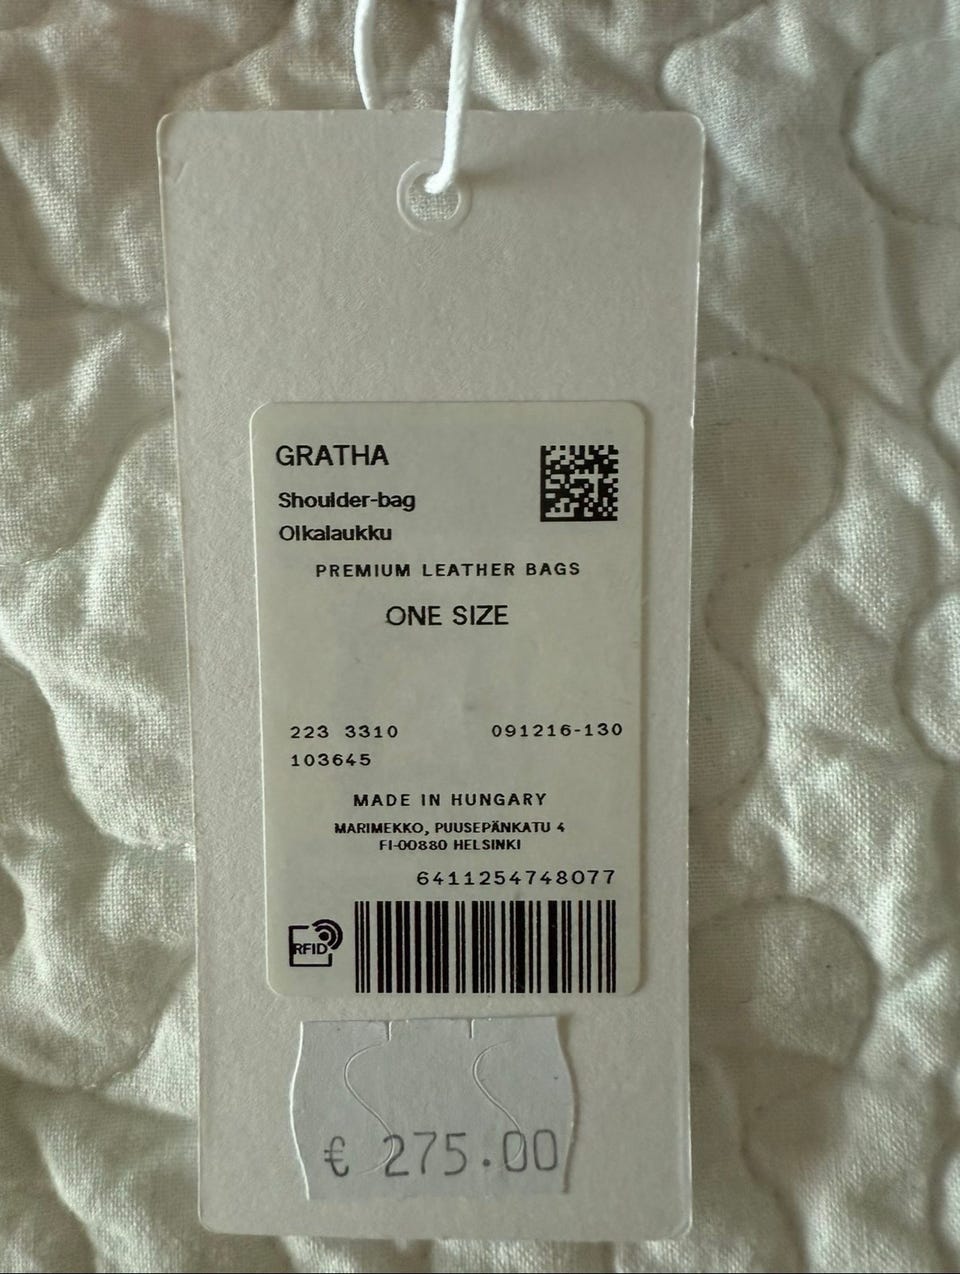 GRATHA
Shoulder-bag
Olkalaukku
PREMIUM LEATHER BAGS
ONE SIZE
223 3310 091216-130
103645
MADE IN HUNGARY
MARIMEKKO, PUUSEPÄNKATU 4
FI-00880 HELSINKI
6411254748077
RFID
€ 275.00